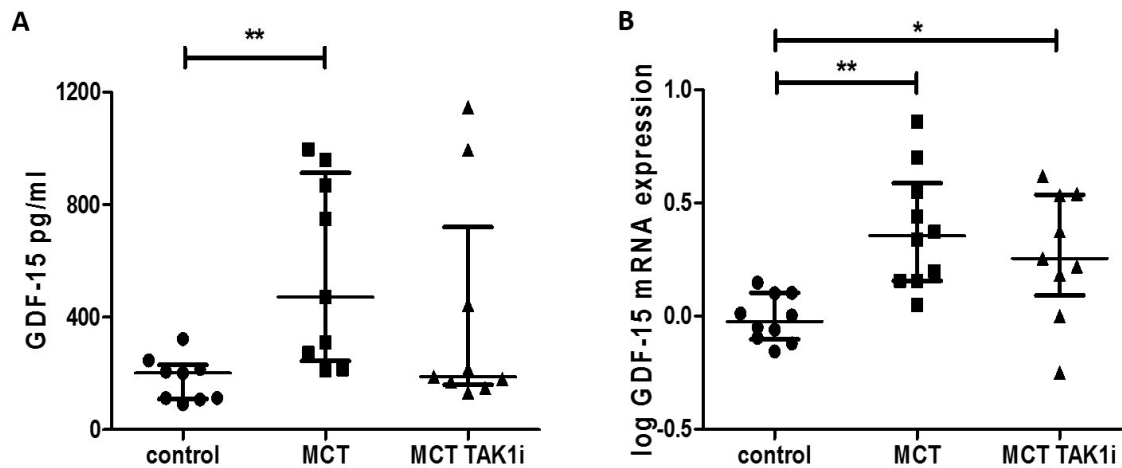 A
**
GDF-15 pg/ml
1200
800
400
0
control
MCT
MCT TAK1i
B
*
**
log GDF-15 mRNA expression
1.0
0.5
0.0
-0.5
control
MCT
MCT TAK1i